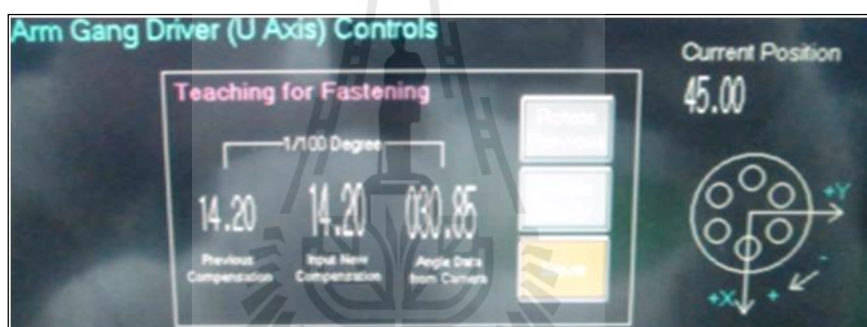 Arm Gang Driver (U Axis) Controls
Current Position
45.00
Teaching for Fastening
1/100 Degree
14.20
14.20
030.85
Previous
Compensation
Input New
Compensation
Angle Data
from Camera
+Y
-
+X
+